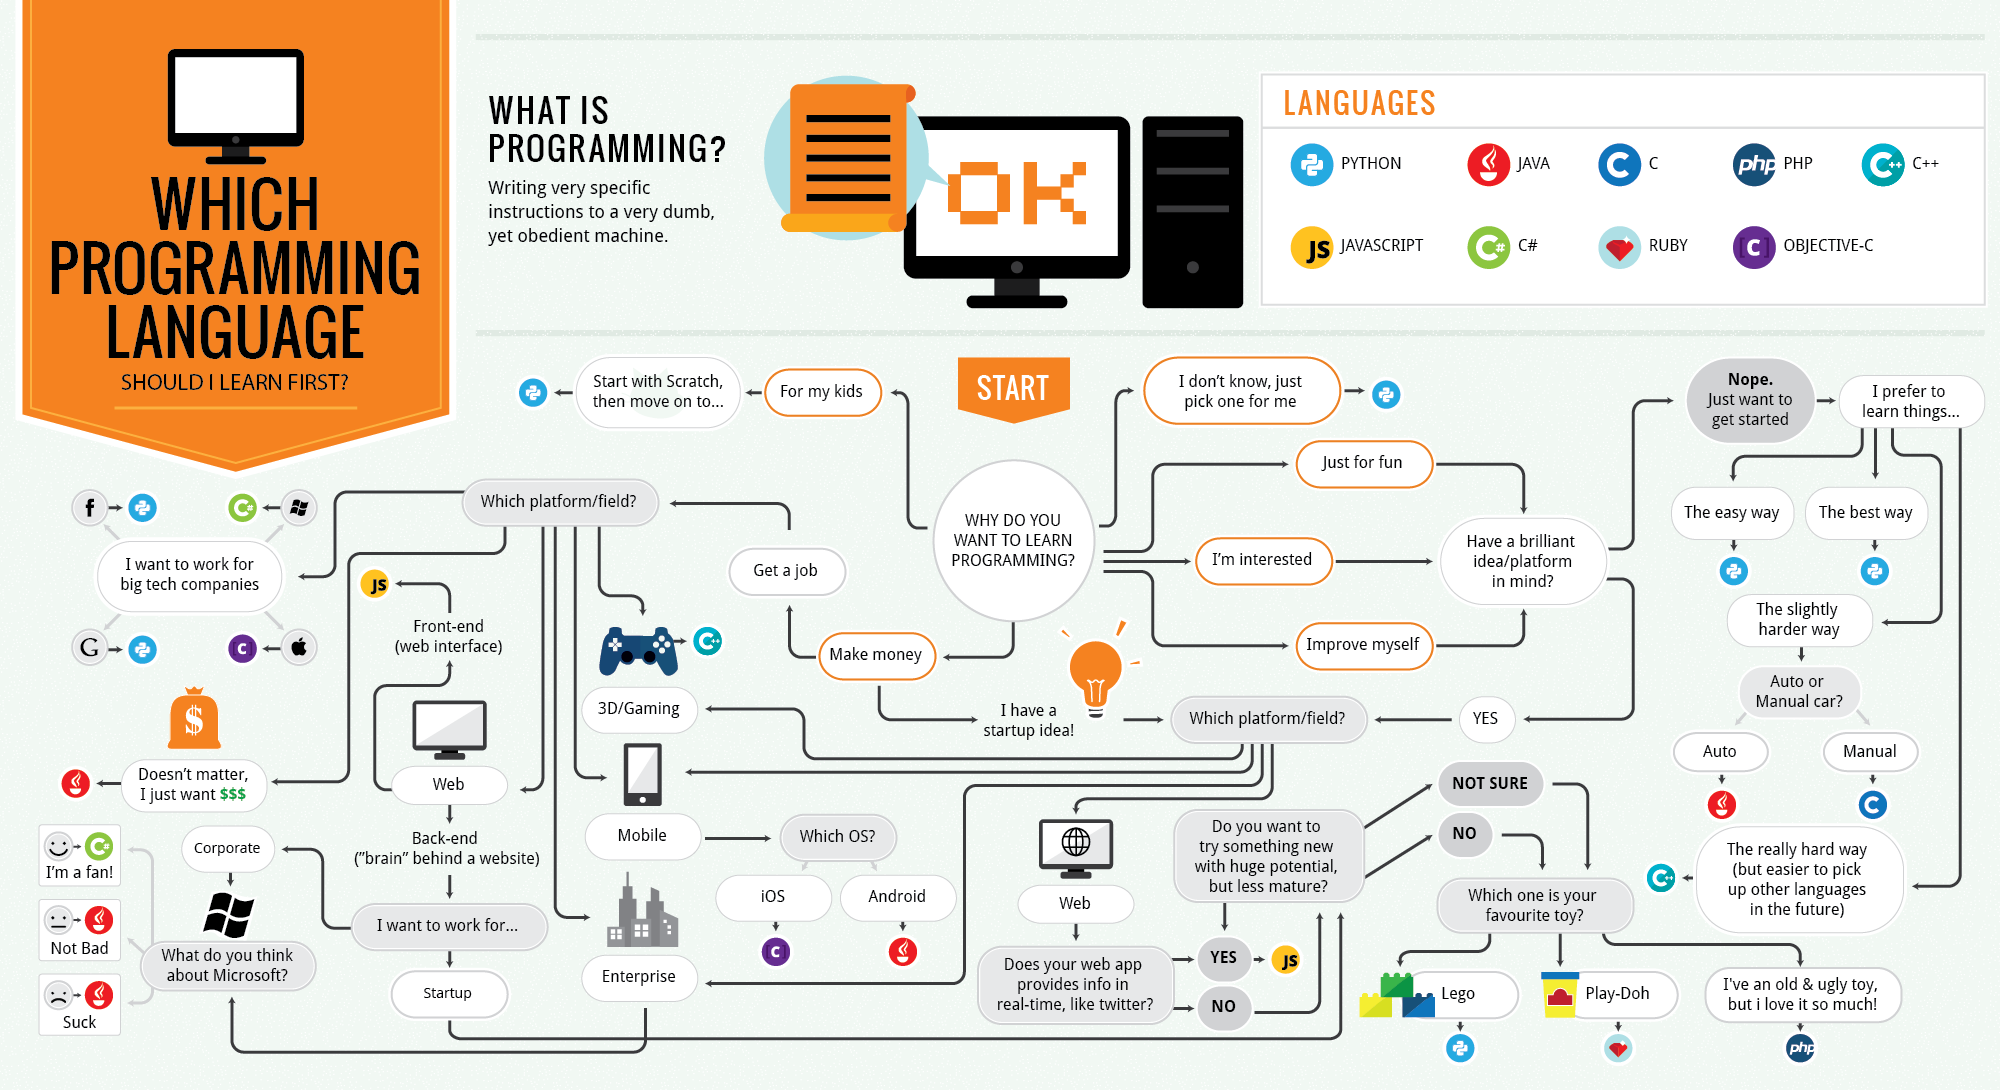 WHICH
PROGRAMMING
LANGUAGE
SHOULD I LEARN FIRST?
WHAT IS
PROGRAMMING?
Writing very specific
instructions to a very dumb,
yet obedient machine.
OK
LANGUAGES
PYTHON
JAVA
C
php PHP
C++ C++
JS JAVASCRIPT
C# C#
RUBY
[C] OBJECTIVE-C
START
WHY DO YOU
WANT TO LEARN
PROGRAMMING?
For my kids
Start with Scratch,
then move on to...
I don't know, just
pick one for me
Just for fun
I'm interested
Improve myself
Have a brilliant
idea/platform
in mind?
Nope.
Just want to
get started
I prefer to
learn things...
The easy way
The best way
The slightly
harder way
Auto or
Manual car?
Auto
Manual
C
The really hard way
(but easier to pick
up other languages
in the future)
C++
YES
Which platform/field?
Make money
I have a
startup idea!
Get a job
Which platform/field?
I want to work for
big tech companies
f
C#
G
[C]
$
Doesn't matter,
I just want $$$
JS
Front-end
(web interface)
Web
Back-end
("brain" behind a website)
I want to work for...
Corporate
Startup
What do you think
about Microsoft?
C#
I'm a fan!
Not Bad
Suck
C++
3D/Gaming
Mobile
Which OS?
iOS
Android
[C]
Enterprise
Web
Does your web app
provides info in
real-time, like twitter?
YES
JS
NO
Do you want to
try something new
with huge potential,
but less mature?
NOT SURE
NO
Which one is your
favourite toy?
Lego
Play-Doh
I've an old & ugly toy,
but i love it so much!
php